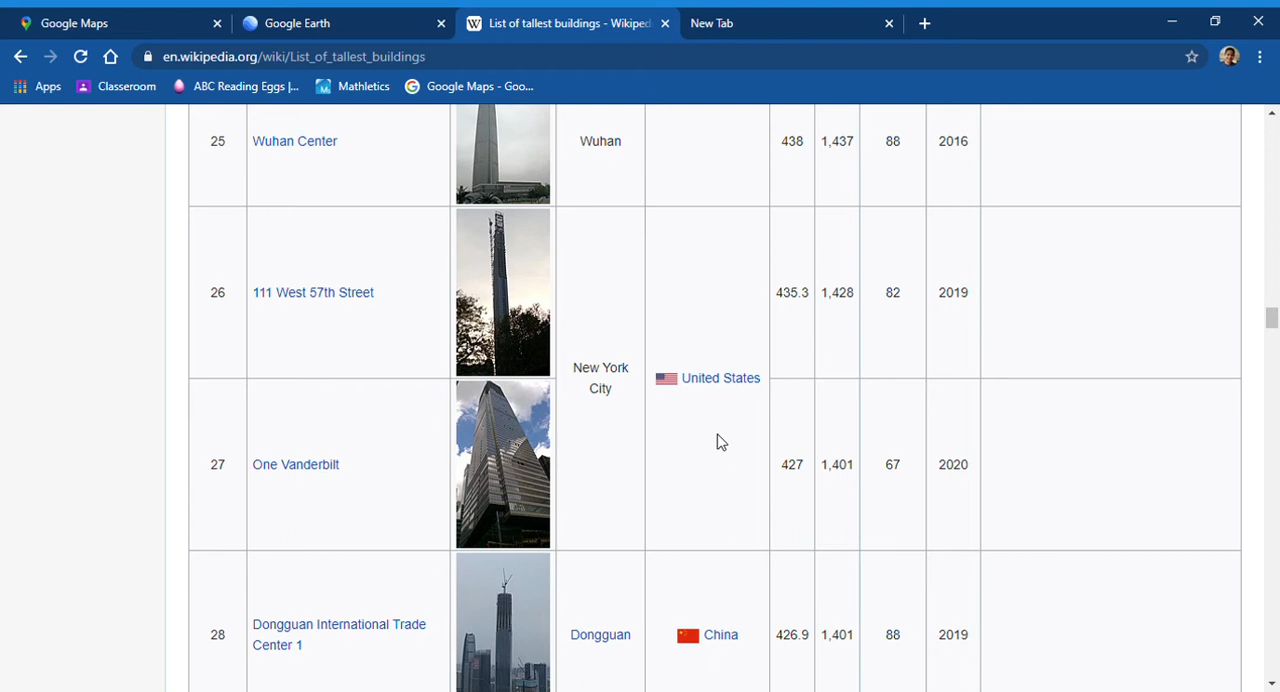 Google Maps
Google Earth
List of tallest buildings - Wikiped
New Tab
en.wikipedia.org/wiki/List_of_tallest_buildings
Apps
Classeroom
ABC Reading Eggs |...
Mathletics
Google Maps - Goo...
25 Wuhan Center Wuhan 438 1,437 88 2016
26 111 West 57th Street 435.3 1,428 82 2019
New York
City
United States
27 One Vanderbilt 427 1,401 67 2020
28 Dongguan International Trade
Center 1 Dongguan China 426.9 1,401 88 2019